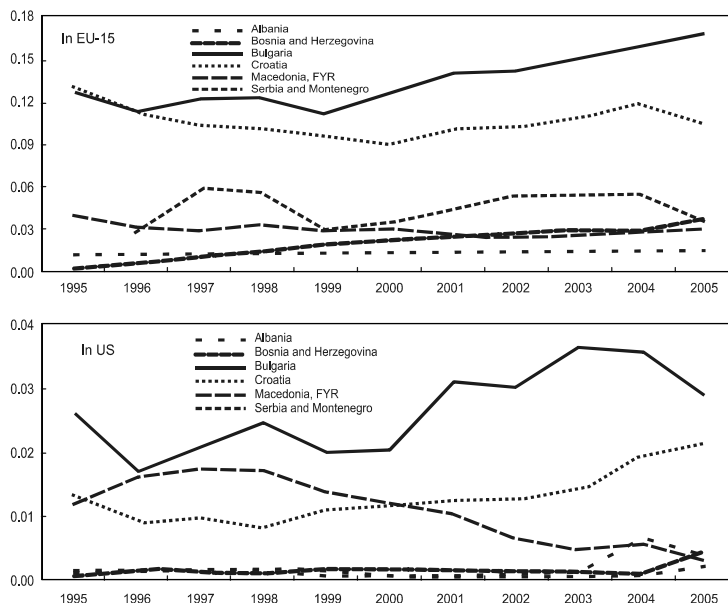 0.18
In EU-15
Albania
Bosnia and Herzegovina
Bulgaria
Croatia
Macedonia, FYR
Serbia and Montenegro
0.15
0.12
0.09
0.06
0.03
0.00
1995 1996 1997 1998 1999 2000 2001 2002 2003 2004 2005
0.04
In US
Albania
Bosnia and Herzegovina
Bulgaria
Croatia
Macedonia, FYR
Serbia and Montenegro
0.03
0.02
0.01
0.00
1995 1996 1997 1998 1999 2000 2001 2002 2003 2004 2005